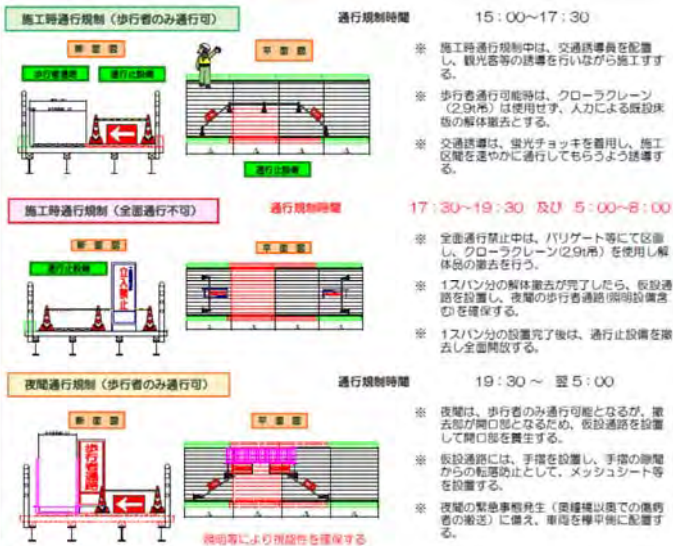 施工時通行規制（歩行者のみ通行可）
通行規制時間
15：00～17：30
断面図
平面図
歩行者通路
通行止設備
通行止設備
※ 施工時通行規制中は、交通誘導員を配置
し、観光客等の誘導を行いながら施工すす
る。
※ 歩行者通行可能時は、クローラクレーン
（2.9t吊）は使用せず、人力による既設床
版の解体撤去とする。
※ 交通誘導は、蛍光チョッキを着用し、施工
区間を速やかに通行してもらうよう誘導す
る。
施工時通行規制（全面通行不可）
通行規制時間
17：30～19：30 及び 5：00～8：00
断面図
平面図
通行止設備
立入禁止
※ 全面通行禁止中は、バリゲート等にて区画
し、クローラクレーン(2.9t吊）を使用し解
体品の撤去を行う。
※ 1スパン分の解体撤去が完了したら、仮設通
路を設置し、夜間の歩行者通路(照明設備含
む)を確保する。
※ 1スパン分の設置完了後は、通行止設備を撤
去し全面開放する。
夜間通行規制（歩行者のみ通行可）
通行規制時間
19：30 ～ 翌5：00
断面図
平面図
歩行者通路
照明等により視認性を確保する
※ 夜間は、歩行者のみ通行可能となるが、撤
去部が開口部となるため、仮設通路を設置
して開口部を養生する。
※ 仮設通路には、手摺を設置し、手摺の隙間
からの転落防止として、メッシュシート等
を設置する。
※ 夜間の緊急事態発生（奥鐘橋以奥での傷病
者の搬送）に備え、車両を欅平側に配置す
る。